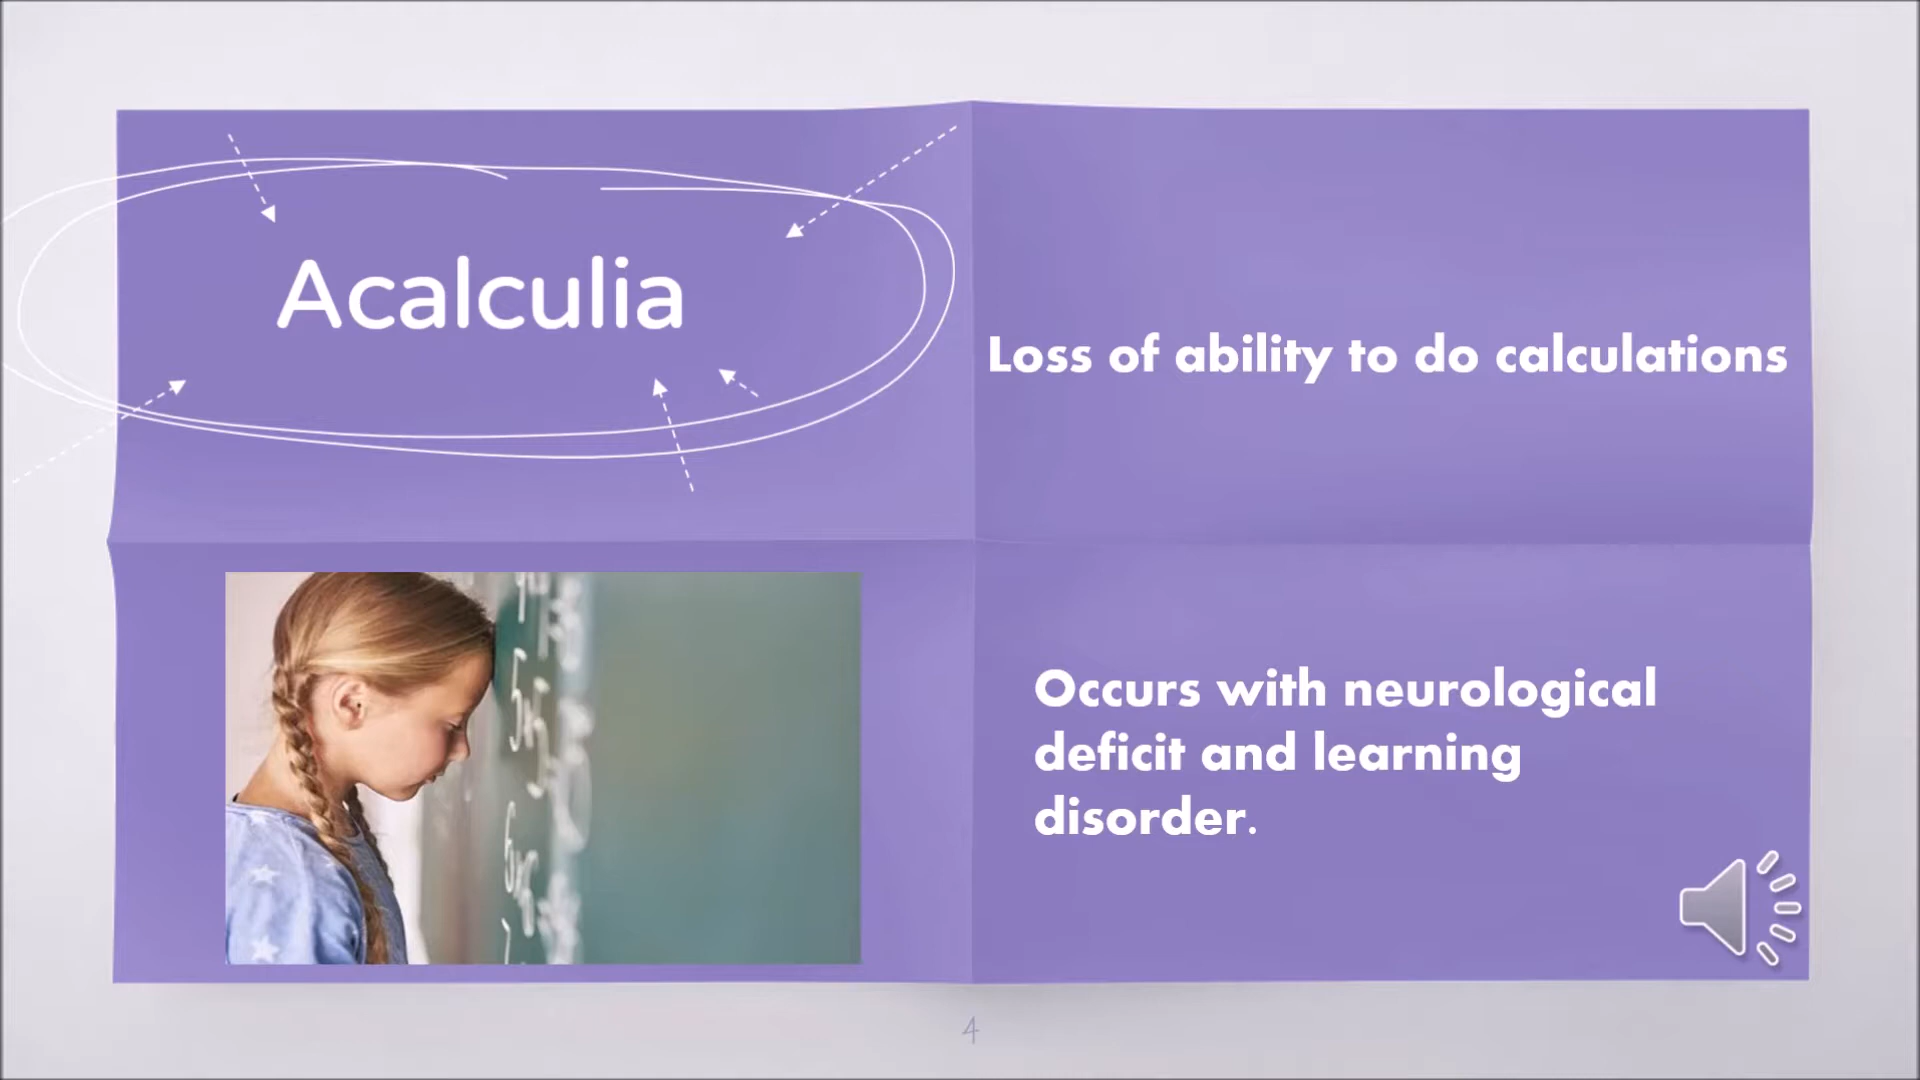 Acalculia
Loss of ability to do calculations
Occurs with neurological
deficit and learning
disorder.
4